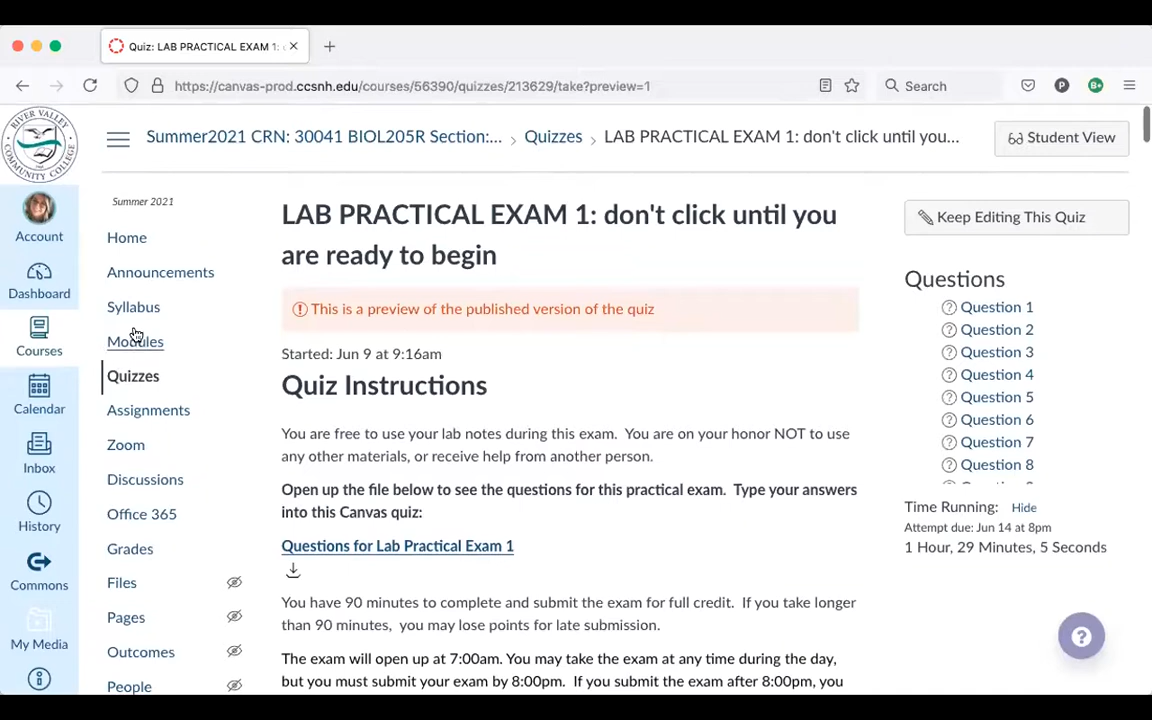 Quiz: LAB PRACTICAL EXAM 1:
https://canvas-prod.ccsnh.edu/courses/56390/quizzes/213629/take?preview=1
Search
P
B+
RIVER VALLEY
COMMUNITY COLLEGE
Summer2021 CRN: 30041 BIOL205R Section:... > Quizzes > LAB PRACTICAL EXAM 1: don't click until you...
Student View
Account
Dashboard
Courses
Calendar
Inbox
History
Commons
My Media
Summer 2021
Home
Announcements
Syllabus
Modules
Quizzes
Assignments
Zoom
Discussions
Office 365
Grades
Files
Pages
Outcomes
People
LAB PRACTICAL EXAM 1: don't click until you
are ready to begin
This is a preview of the published version of the quiz
Started: Jun 9 at 9:16am
Quiz Instructions
You are free to use your lab notes during this exam. You are on your honor NOT to use
any other materials, or receive help from another person.
Open up the file below to see the questions for this practical exam. Type your answers
into this Canvas quiz:
Questions for Lab Practical Exam 1
You have 90 minutes to complete and submit the exam for full credit. If you take longer
than 90 minutes, you may lose points for late submission.
The exam will open up at 7:00am. You may take the exam at any time during the day,
but you must submit your exam by 8:00pm. If you submit the exam after 8:00pm, you
Keep Editing This Quiz
Questions
Question 1
Question 2
Question 3
Question 4
Question 5
Question 6
Question 7
Question 8
Time Running: Hide
Attempt due: Jun 14 at 8pm
1 Hour, 29 Minutes, 5 Seconds